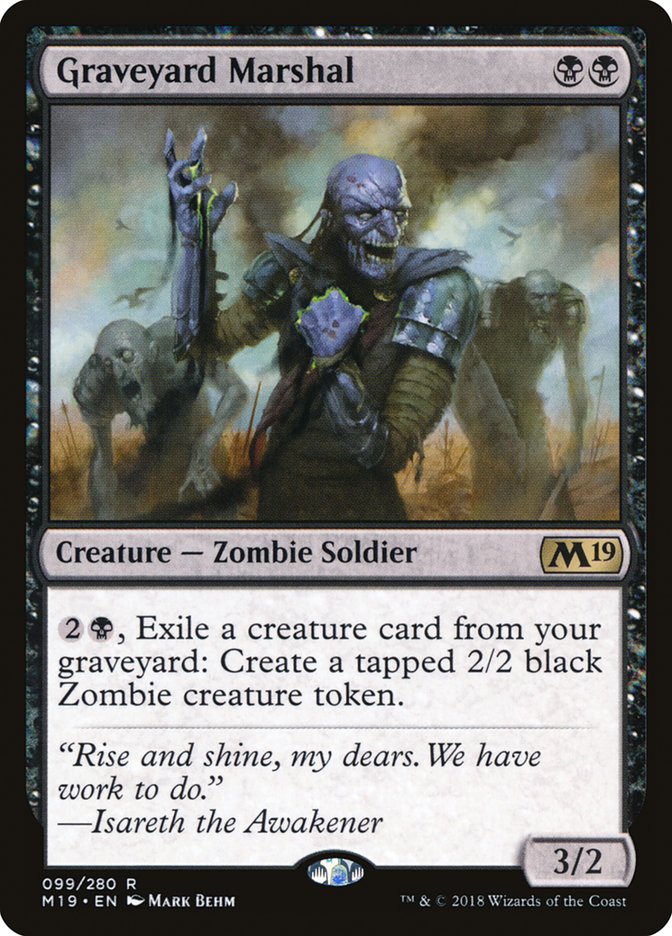 Graveyard Marshal
Creature — Zombie Soldier
M19
2, Exile a creature card from your
graveyard: Create a tapped 2/2 black
Zombie creature token.
“Rise and shine, my dears. We have
work to do.”
—Isareth the Awakener
3/2
099/280 R
M19 • EN Mark Behm
™ & © 2018 Wizards of the Coast